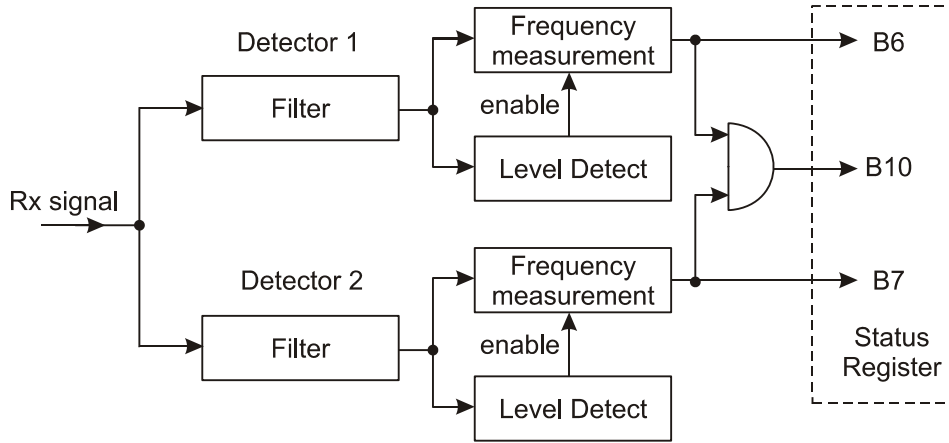 Detector 1
Frequency
measurement
B6
Filter
enable
Level Detect
B10
Rx signal
Detector 2
Frequency
measurement
B7
Filter
enable
Level Detect
Status
Register